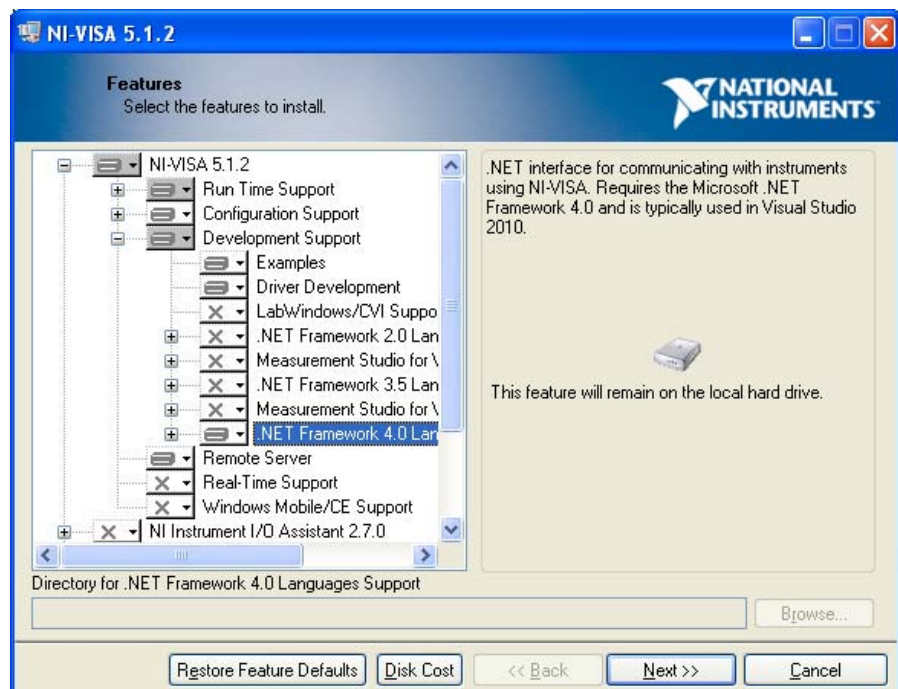 NI-VISA 5.1.2
Features
Select the features to install.
NATIONAL
INSTRUMENTS
NI-VISA 5.1.2
Run Time Support
Configuration Support
Development Support
Examples
Driver Development
LabWindows/CVI Suppo
.NET Framework 2.0 Lan
Measurement Studio for \
.NET Framework 3.5 Lan
Measurement Studio for \
.NET Framework 4.0 Lan
Remote Server
Real-Time Support
Windows Mobile/CE Support
NI Instrument I/O Assistant 2.7.0
.NET interface for communicating with instruments
using NI-VISA. Requires the Microsoft .NET
Framework 4.0 and is typically used in Visual Studio
2010.
This feature will remain on the local hard drive.
Directory for .NET Framework 4.0 Languages Support
Browse...
Restore Feature Defaults
Disk Cost
<< Back
Next >>
Cancel